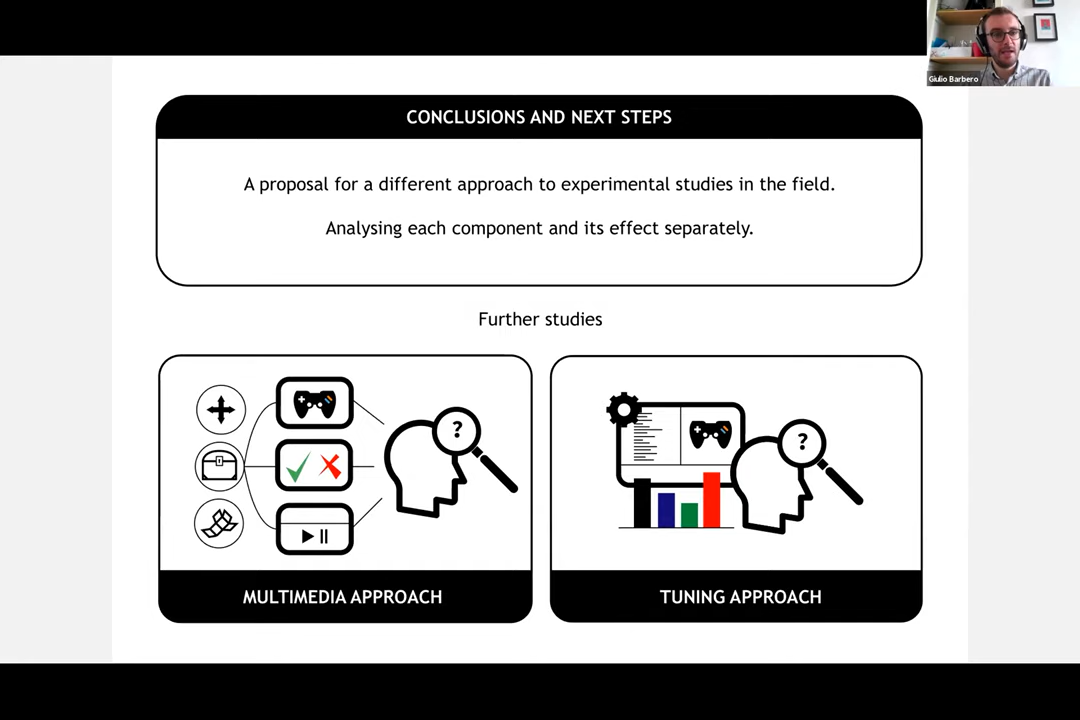 Giulio Barbero
CONCLUSIONS AND NEXT STEPS
A proposal for a different approach to experimental studies in the field.
Analysing each component and its effect separately.
Further studies
?
?
MULTIMEDIA APPROACH
TUNING APPROACH